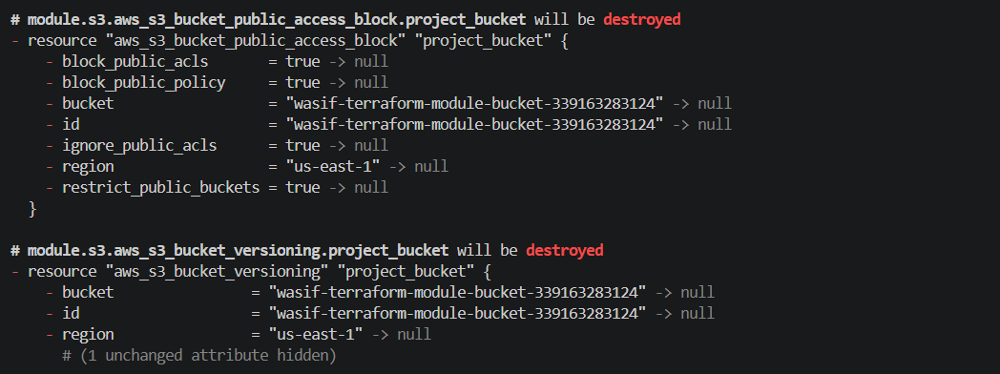 # module.s3.aws_s3_bucket_public_access_block.project_bucket will be destroyed
- resource "aws_s3_bucket_public_access_block" "project_bucket" {
    - block_public_acls       = true -> null
    - block_public_policy     = true -> null
    - bucket                  = "wasif-terraform-module-bucket-339163283124" -> null
    - id                      = "wasif-terraform-module-bucket-339163283124" -> null
    - ignore_public_acls      = true -> null
    - region                  = "us-east-1" -> null
    - restrict_public_buckets = true -> null
  }
# module.s3.aws_s3_bucket_versioning.project_bucket will be destroyed
- resource "aws_s3_bucket_versioning" "project_bucket" {
    - bucket                = "wasif-terraform-module-bucket-339163283124" -> null
    - id                    = "wasif-terraform-module-bucket-339163283124" -> null
    - region                = "us-east-1" -> null
      # (1 unchanged attribute hidden)